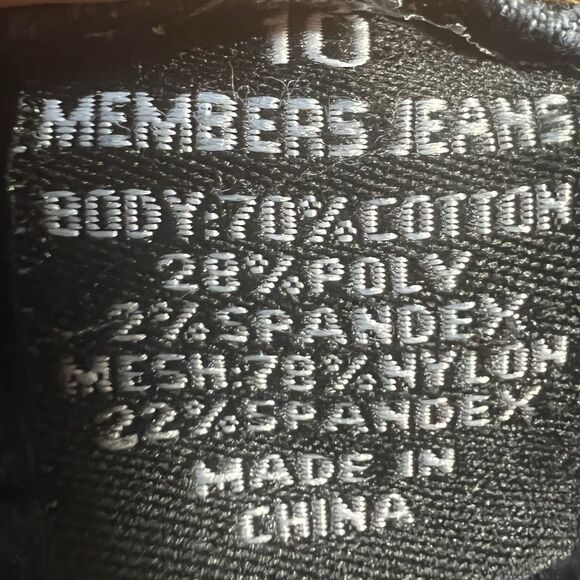 10
MEMBERS JEANS
BODY:70%COTTON
28%POLY
2%SPANDEX
MESH:78%NYLON
22%SPANDEX
MADE IN
CHINA